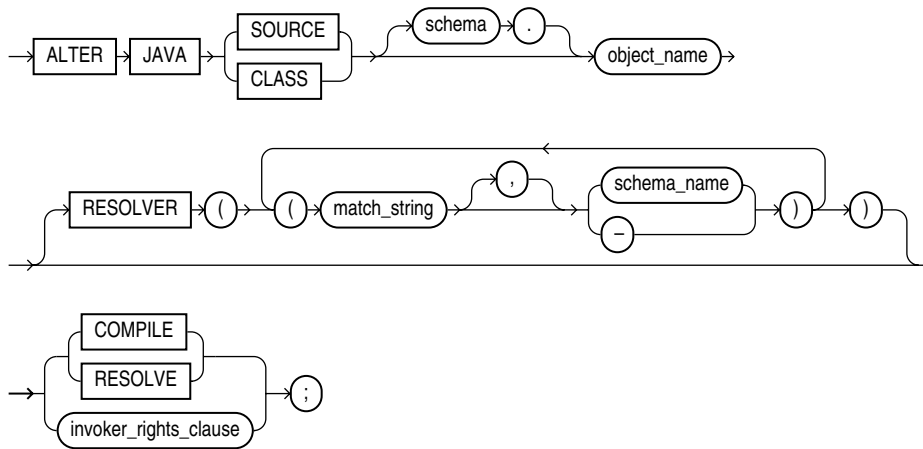 ALTER JAVA SOURCE CLASS schema . object_name
RESOLVER ( ( match_string , schema_name – ) )
COMPILE RESOLVE invoker_rights_clause ;